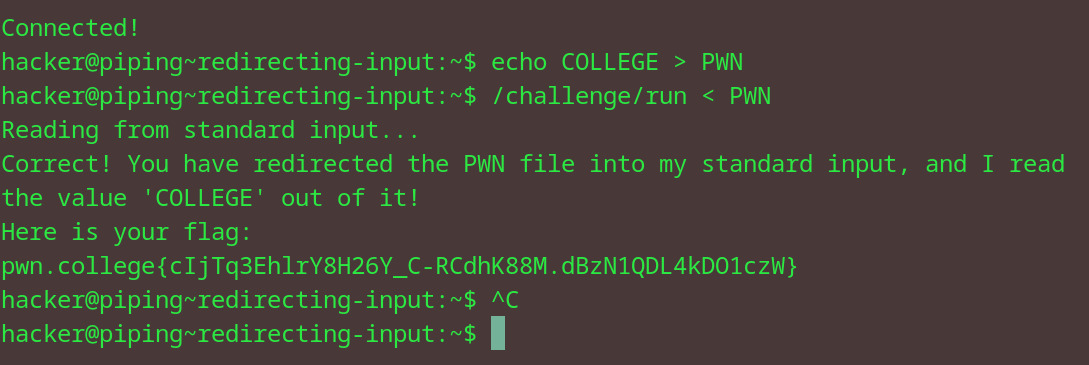 Connected!
hacker@piping~redirecting-input:~$ echo COLLEGE > PWN
hacker@piping~redirecting-input:~$ /challenge/run < PWN
Reading from standard input...
Correct! You have redirected the PWN file into my standard input, and I read
the value 'COLLEGE' out of it!
Here is your flag:
pwn.college{cIjTq3EhlrY8H26Y_C-RCdhK88M.dBzN1QDL4kDO1czW}
hacker@piping~redirecting-input:~$ ^C
hacker@piping~redirecting-input:~$